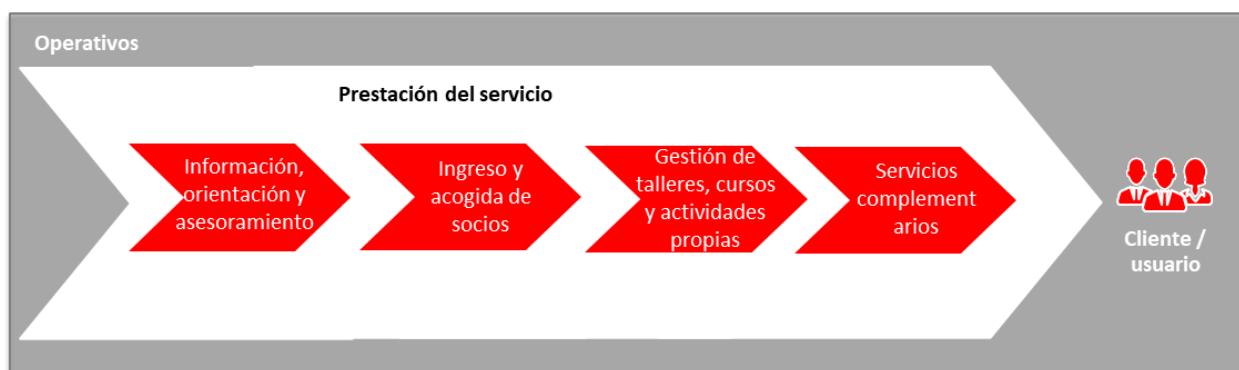 Operativos
Prestación del servicio
Información,
orientación y
asesoramiento
Ingreso y
acogida de
socios
Gestión de
talleres, cursos
y actividades
propias
Servicios
complement
arios
Cliente /
usuario